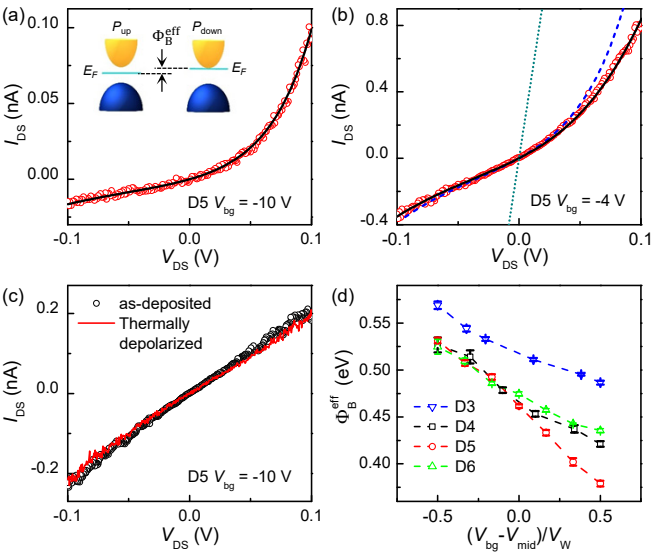 (a)
P_up Φ_B^eff P_down
E_F E_F
0.10
0.05
0.00
I_DS (nA)
D5 V_bg = -10 V
-0.1 0.0 0.1
V_DS (V)
(b)
0.8
0.4
0.0
-0.4
I_DS (nA)
D5 V_bg = -4 V
-0.1 0.0 0.1
V_DS (V)
(c)
as-deposited
Thermally
depolarized
0.2
0.0
-0.2
I_DS (nA)
D5 V_bg = -10 V
-0.1 0.0 0.1
V_DS (V)
(d)
0.55
0.50
0.45
0.40
Φ_B^eff (eV)
D3
D4
D5
D6
-0.5 0.0 0.5
(V_bg-V_mid)/V_W